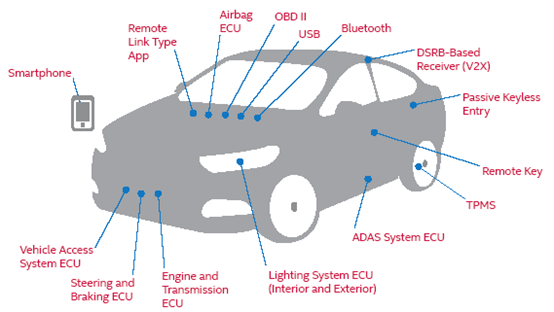 Remote
Link Type
App
Airbag
ECU
OBD II
USB
Bluetooth
Smartphone
DSRB-Based
Receiver (V2X)
Passive Keyless
Entry
Remote Key
TPMS
ADAS System ECU
Vehicle Access
System ECU
Steering and
Braking ECU
Engine and
Transmission
ECU
Lighting System ECU
(Interior and Exterior)